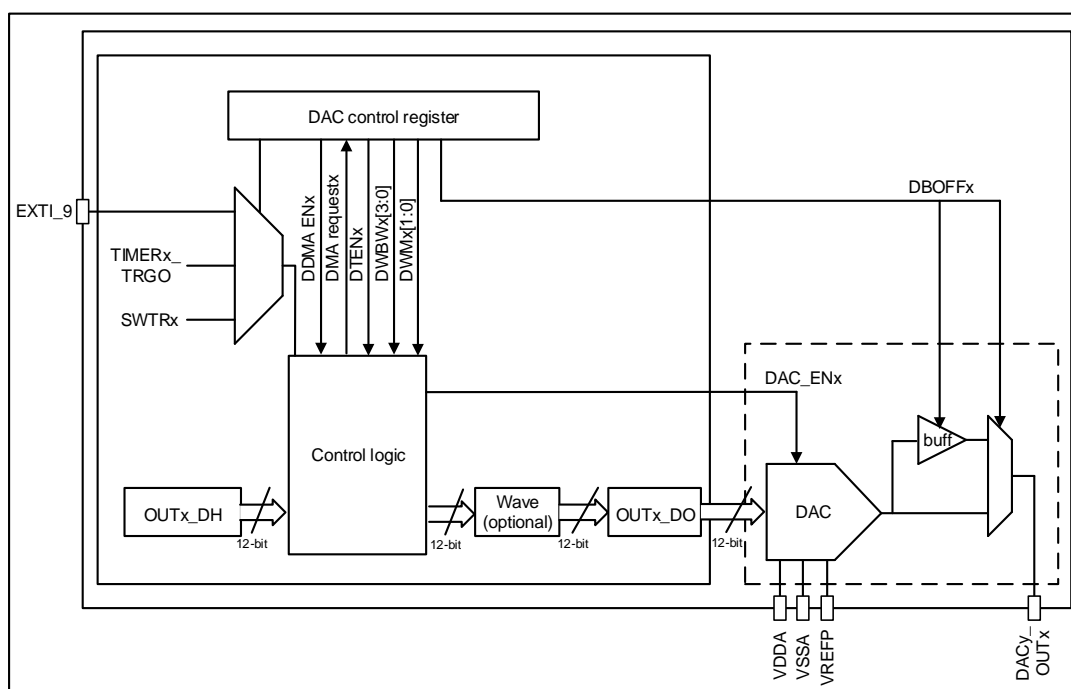 DAC control register
EXTI_9
TIMERx_
TRGO
SWTRx
DDMA ENx
DMA requestx
DTENx
DWBWx[3:0]
DWMx[1:0]
DBOFFx
Control logic
DAC_ENx
buff
OUTx_DH
12-bit
12-bit
Wave
(optional)
12-bit
OUTx_DO
12-bit
DAC
VDDA
VSSA
VREFP
DACy_
OUTx